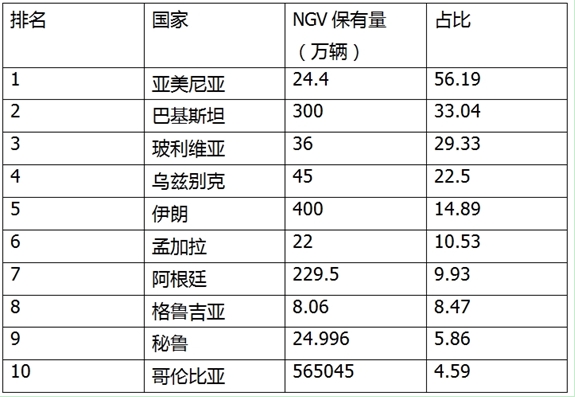 排名 国家 NGV 保有量（万辆） 占比
1 亚美尼亚 24.4 56.19
2 巴基斯坦 300 33.04
3 玻利维亚 36 29.33
4 乌兹别克 45 22.5
5 伊朗 400 14.89
6 孟加拉 22 10.53
7 阿根廷 229.5 9.93
8 格鲁吉亚 8.06 8.47
9 秘鲁 24.996 5.86
10 哥伦比亚 565045 4.59